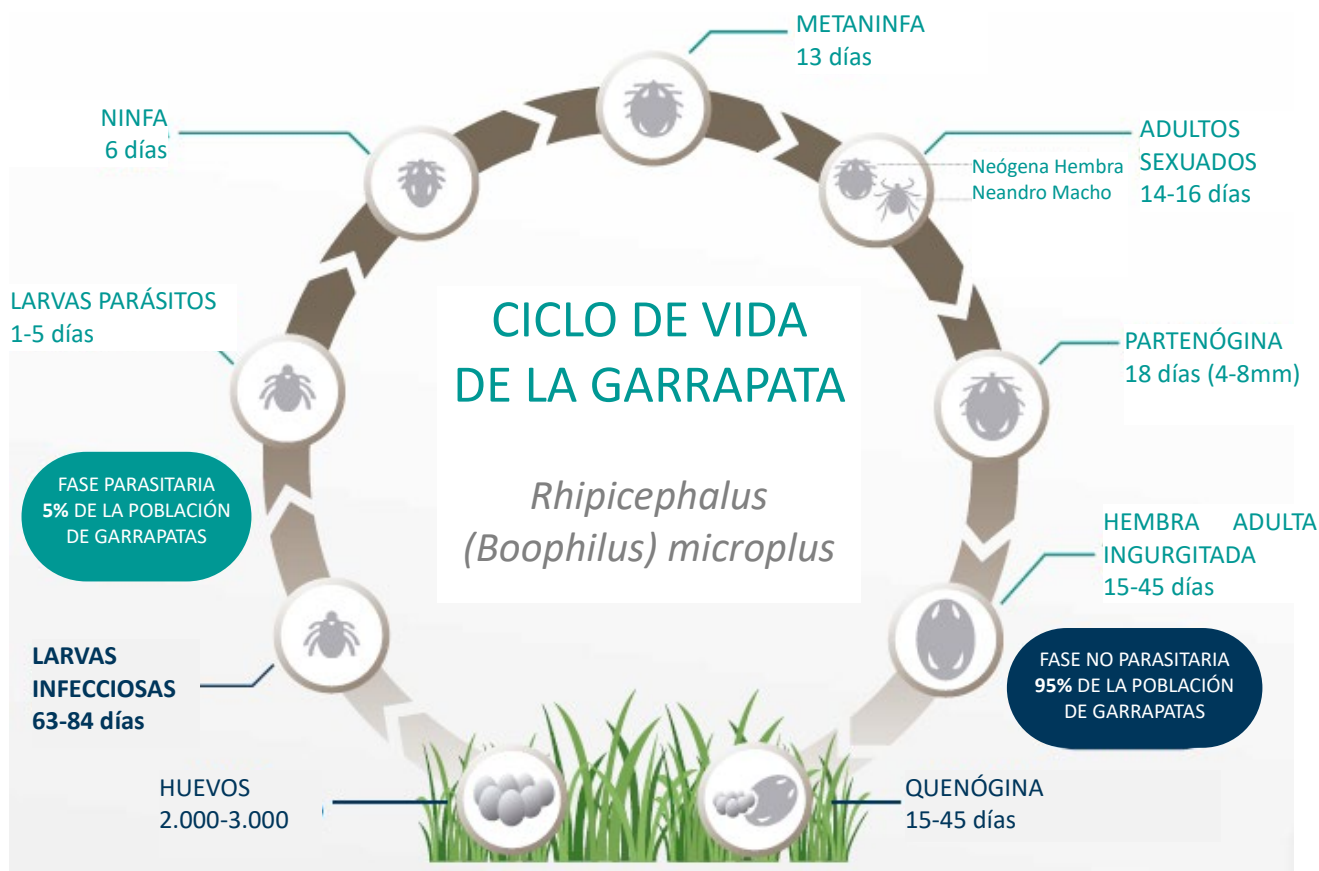 METANINFA
13 días
NINFA
6 días
ADULTOS
SEXUADOS
14-16 días
Neógena Hembra
Neandro Macho
LARVAS PARÁSITOS
1-5 días
CICLO DE VIDA
DE LA GARRAPATA
Rhipicephalus
(Boophilus) microplus
PARTENÓGINA
18 días (4-8mm)
FASE PARASITARIA
5% DE LA POBLACIÓN
DE GARRAPATAS
HEMBRA ADULTA
INGURGITADA
15-45 días
LARVAS
INFECCIOSAS
63-84 días
FASE NO PARASITARIA
95% DE LA POBLACIÓN
DE GARRAPATAS
HUEVOS
2.000-3.000
QUENÓGINA
15-45 días